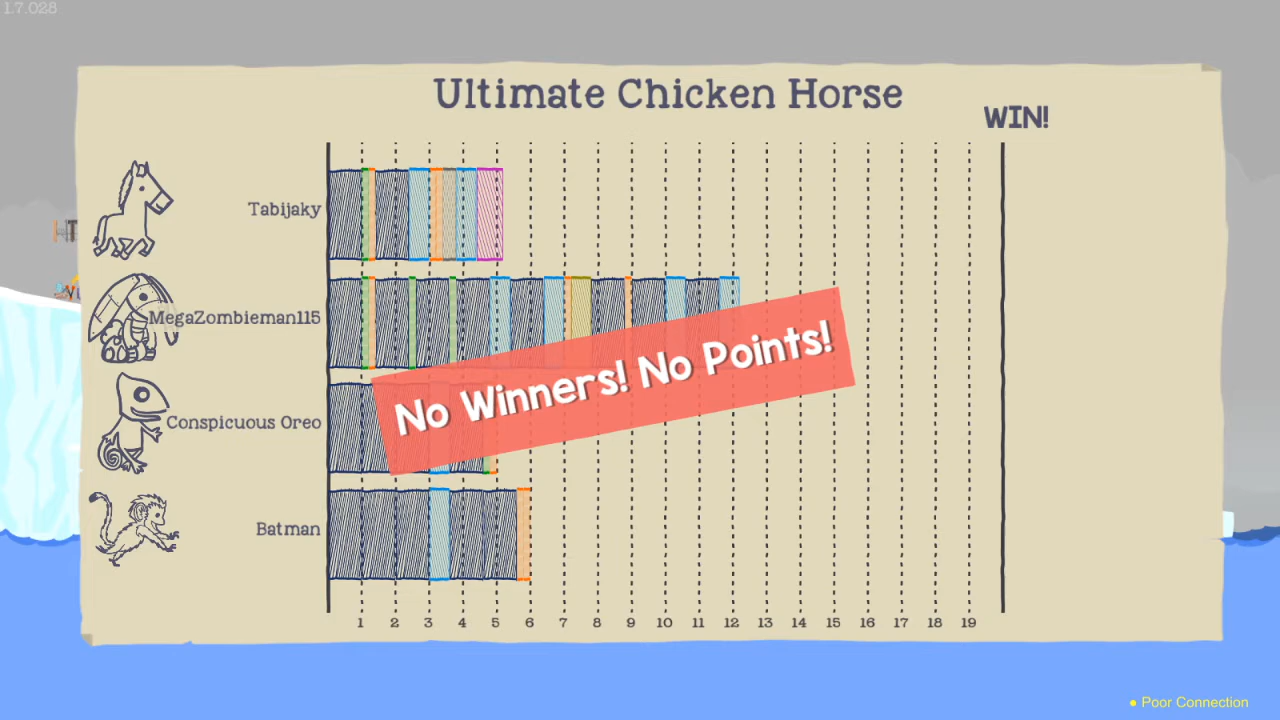 1.7.028
Ultimate Chicken Horse
WIN!
Tabijaky
MegaZombieman115
No Winners! No Points!
Conspicuous Oreo
Batman
1 2 3 4 5 6 7 8 9 10 11 12 13 14 15 16 17 18 19
Poor Connection